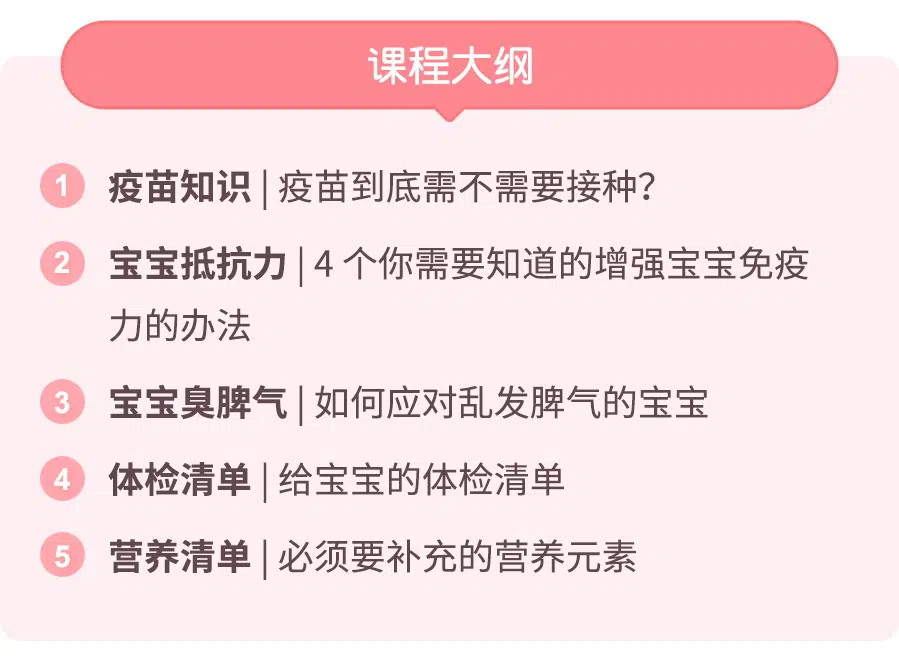 课程大纲
1 疫苗知识 | 疫苗到底需不需要接种？
2 宝宝抵抗力 | 4 个你需要知道的增强宝宝免疫
力的办法
3 宝宝臭脾气 | 如何应对乱发脾气的宝宝
4 体检清单 | 给宝宝的体检清单
5 营养清单 | 必须要补充的营养元素